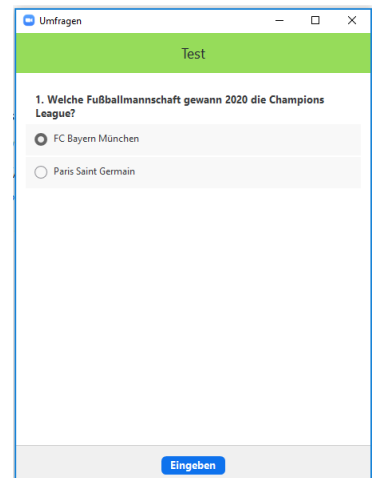 Umfragen
Test
1. Welche Fußballmannschaft gewann 2020 die Champions
League?
FC Bayern München
Paris Saint Germain
Eingeben